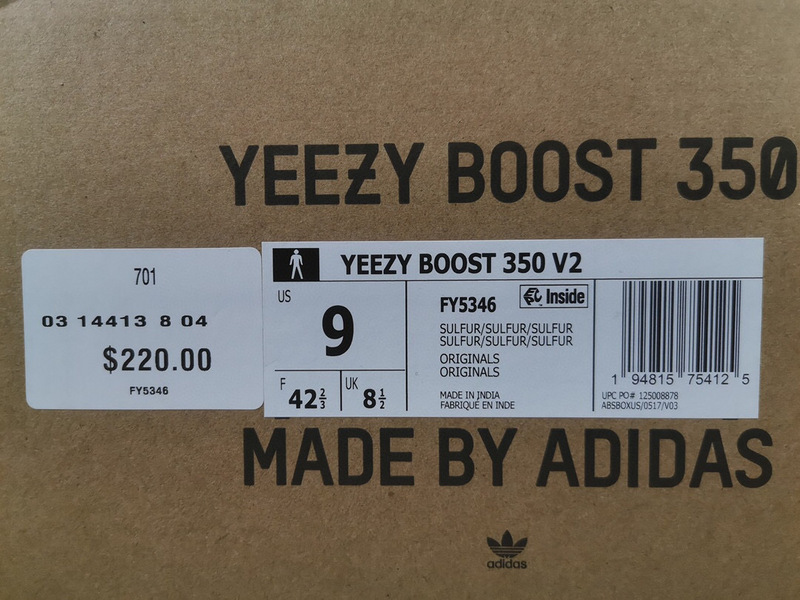 YEEZY BOOST 350
701
03 14413 8 04
$220.00
FY5346
YEEZY BOOST 350 V2
US
9
F
42 2/3
UK
8 1/2
FY5346
Inside
SULFUR/SULFUR/SULFUR
SULFUR/SULFUR/SULFUR
ORIGINALS
ORIGINALS
MADE IN INDIA
FABRIQUÉ EN INDE
1 94815 75412 5
UPC PO# 125008878
ABSBOXUS/0517/V03
MADE BY ADIDAS
adidas